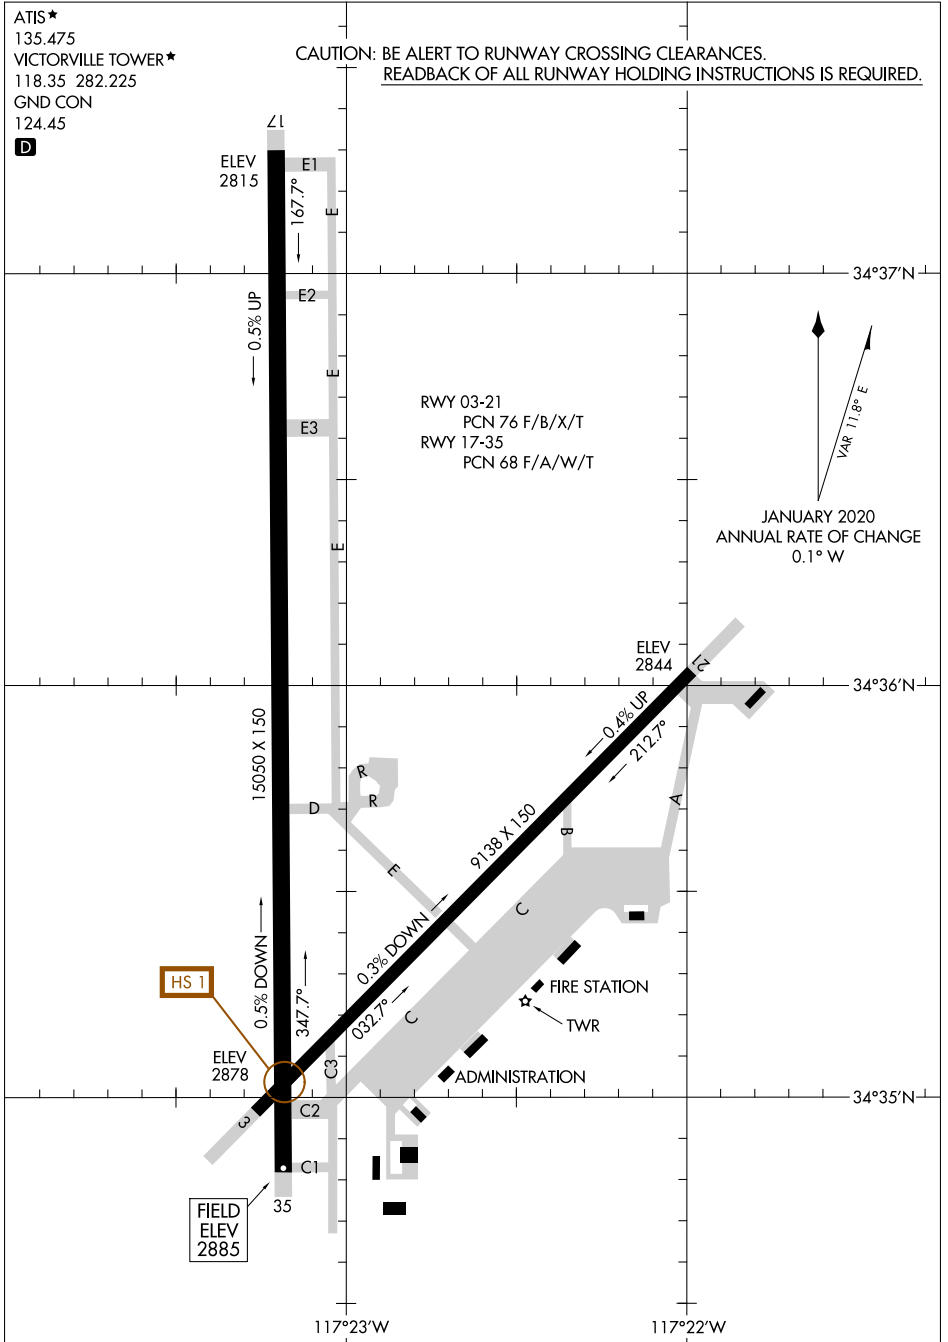 ATIS★
135.475
VICTORVILLE TOWER★
118.35 282.225
GND CON
124.45
D
CAUTION: BE ALERT TO RUNWAY CROSSING CLEARANCES.
READBACK OF ALL RUNWAY HOLDING INSTRUCTIONS IS REQUIRED.
17
ELEV
2815
E1
E
167.7°
34°37'N
E2
0.5% UP
E
E3
RWY 03-21
PCN 76 F/B/X/T
RWY 17-35
PCN 68 F/A/W/T
VAR 11.8° E
JANUARY 2020
ANNUAL RATE OF CHANGE
0.1° W
E
ELEV
2844
21
34°36'N
0.4% UP
212.7°
15050 X 150
R
R
D
A
B
9138 X 150
E
C
0.3% DOWN
032.7°
C
0.5% DOWN
347.7°
HS 1
FIRE STATION
TWR
ELEV
2878
C3
ADMINISTRATION
34°35'N
C2
3
C1
35
FIELD
ELEV
2885
117°23'W
117°22'W